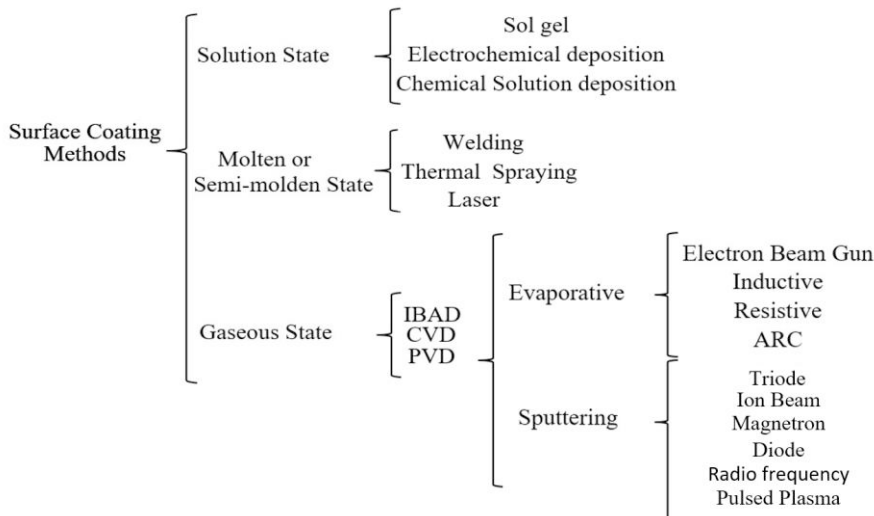 Surface Coating
Methods
Solution State
Sol gel
Electrochemical deposition
Chemical Solution deposition
Molten or
Semi-molden State
Welding
Thermal Spraying
Laser
Gaseous State
IBAD
CVD
PVD
Evaporative
Electron Beam Gun
Inductive
Resistive
ARC
Sputtering
Triode
Ion Beam
Magnetron
Diode
Radio frequency
Pulsed Plasma